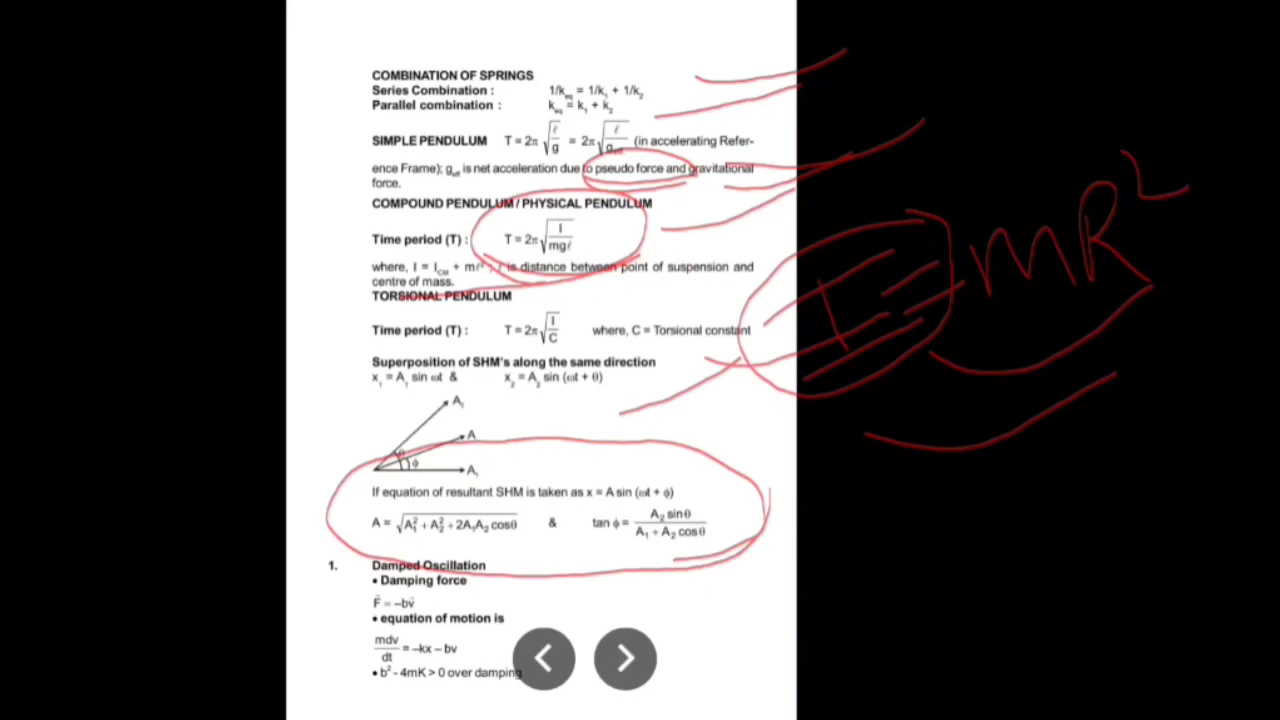 COMBINATION OF SPRINGS
Series Combination : 1/k_eq = 1/k₁ + 1/k₂
Parallel combination : k_eq = k₁ + k₂
SIMPLE PENDULUM T = 2π √(ℓ/g) = 2π √(ℓ/g_eff) (in accelerating Refer-
ence Frame); g_eff is net acceleration due to pseudo force and gravitational
force.
COMPOUND PENDULUM / PHYSICAL PENDULUM
Time period (T) : T = 2π √(I/mgℓ)
where, I = I_CM + mℓ² ; ℓ is distance between point of suspension and
centre of mass.
TORSIONAL PENDULUM
Time period (T) : T = 2π √(I/C) where, C = Torsional constant
I = mR²
Superposition of SHM's along the same direction
x₁ = A₁ sin ωt & x₂ = A₂ sin (ωt + θ)
A₂
A
θ
ϕ
A₁
If equation of resultant SHM is taken as x = A sin (ωt + ϕ)
A = √(A₁² + A₂² + 2A₁A₂ cosθ) & tan ϕ = A₂ sinθ / (A₁ + A₂ cosθ)
1. Damped Oscillation
• Damping force
F⃗ = –bv⃗
• equation of motion is
mdv/dt = –kx – bv
• b² - 4mK > 0 over damping